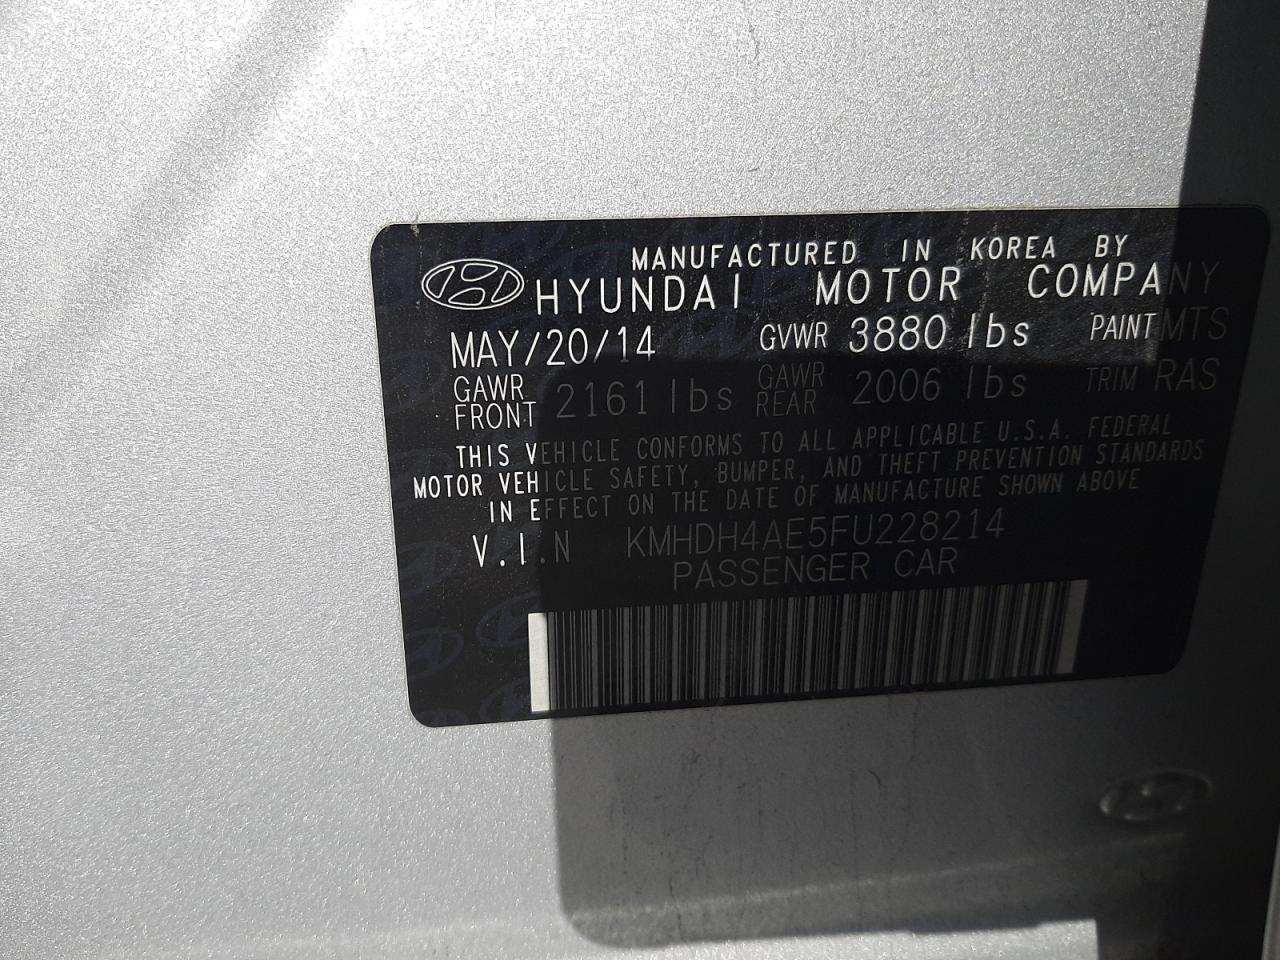 MANUFACTURED IN KOREA BY
HYUNDAI MOTOR COMPANY
MAY/20/14 GVWR 3880 lbs PAINT MTS
GAWR FRONT 2161 lbs GAWR REAR 2006 lbs TRIM RAS
THIS VEHICLE CONFORMS TO ALL APPLICABLE U.S.A. FEDERAL
MOTOR VEHICLE SAFETY, BUMPER, AND THEFT PREVENTION STANDARDS
IN EFFECT ON THE DATE OF MANUFACTURE SHOWN ABOVE
V.I.N KMHDH4AE5FU228214
PASSENGER CAR